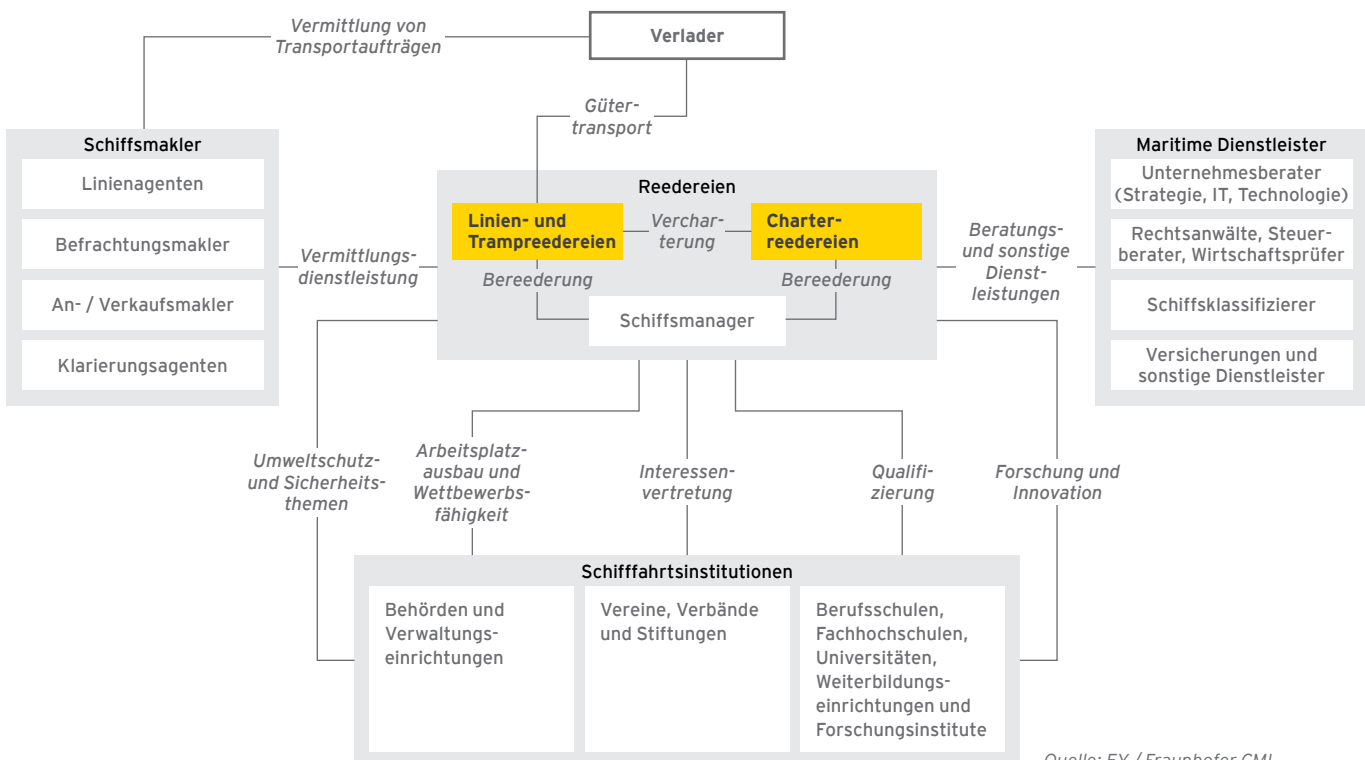 Vermittlung von
Transportaufträgen
Verlader
Güter-
transport
Schiffsmakler
Linienagenten
Befrachtungsmakler
An- / Verkaufsmakler
Klarierungsagenten
Vermittlungs-
dienstleistung
Reedereien
Linien- und
Trampreedereien
Verchar-
terung
Charter-
reedereien
Bereederung
Bereederung
Schiffsmanager
Beratungs-
und sonstige
Dienst-
leistungen
Maritime Dienstleister
Unternehmesberater
(Strategie, IT, Technologie)
Rechtsanwälte, Steuer-
berater, Wirtschaftsprüfer
Schiffsklassifizierer
Versicherungen und
sonstige Dienstleister
Umweltschutz-
und Sicherheits-
themen
Arbeitsplatz-
ausbau und
Wettbewerbs-
fähigkeit
Interessen-
vertretung
Qualifi-
zierung
Forschung und
Innovation
Schifffahrtsinstitutionen
Behörden und
Verwaltungs-
einrichtungen
Vereine, Verbände
und Stiftungen
Berufsschulen,
Fachhochschulen,
Universitäten,
Weiterbildungs-
einrichtungen und
Forschungsinstitute
Quelle: EY / Fraunhofer CML